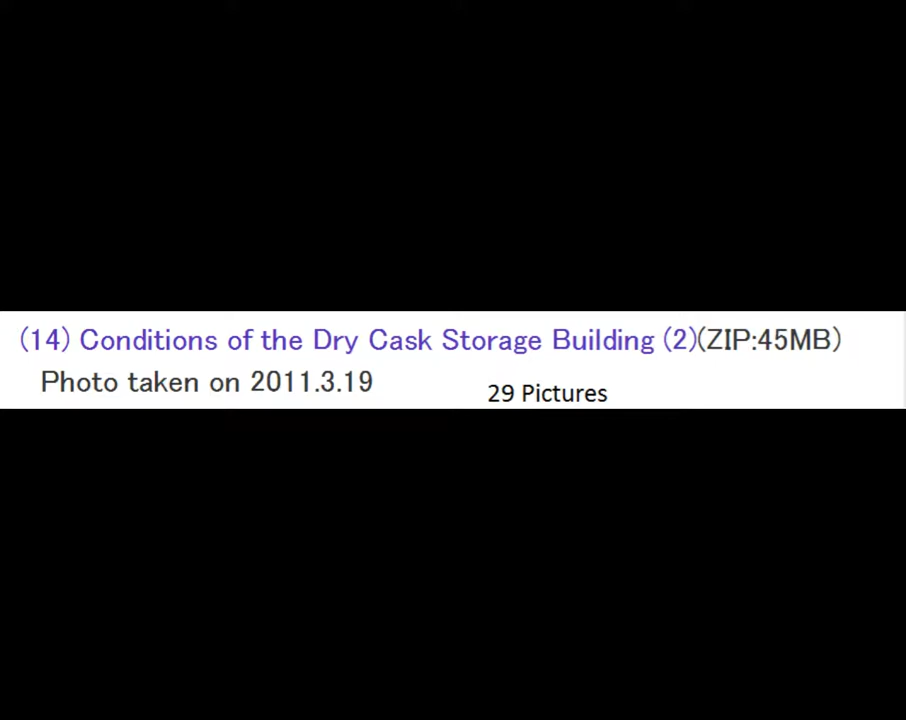 (14) Conditions of the Dry Cask Storage Building (2)(ZIP:45MB)
Photo taken on 2011.3.19
29 Pictures